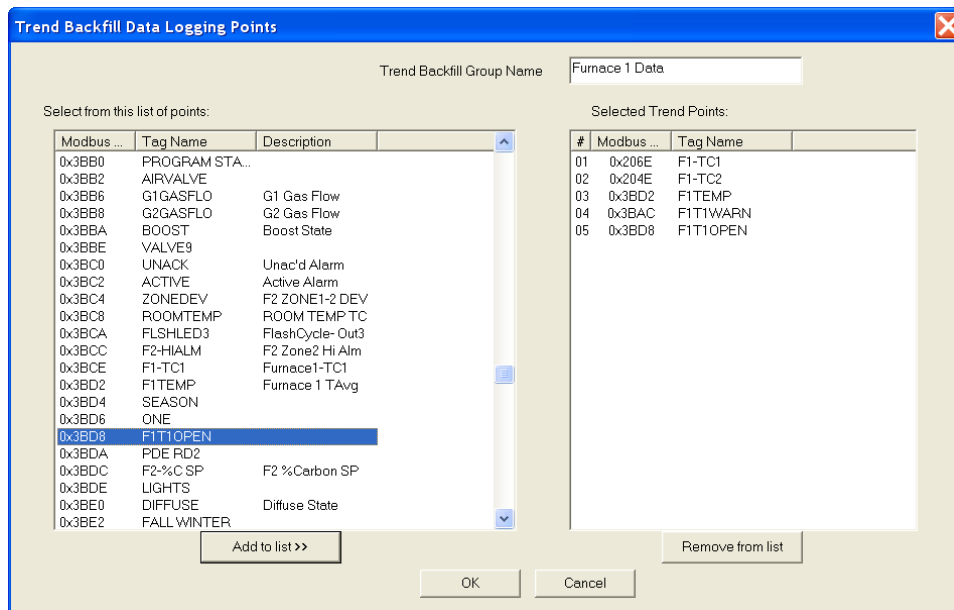 Trend Backfill Data Logging Points
Trend Backfill Group Name Furnace 1 Data
Select from this list of points:
Modbus ... Tag Name Description
0x3BB0 PROGRAM STA...
0x3BB2 AIRVALVE
0x3BB6 G1GASFLO G1 Gas Flow
0x3BB8 G2GASFLO G2 Gas Flow
0x3BBA BOOST Boost State
0x3BBE VALVE9
0x3BC0 UNACK Unac'd Alarm
0x3BC2 ACTIVE Active Alarm
0x3BC4 ZONEDEV F2 ZONE1-2 DEV
0x3BC8 ROOMTEMP ROOM TEMP TC
0x3BCA FLSHLED3 FlashCycle- Out3
0x3BCC F2-HIALM F2 Zone2 Hi Alm
0x3BCE F1-TC1 Furnace1-TC1
0x3BD2 F1TEMP Furnace 1 TAvg
0x3BD4 SEASON
0x3BD6 ONE
0x3BD8 F1T1OPEN
0x3BDA PDE RD2
0x3BDC F2-%C SP F2 %Carbon SP
0x3BDE LIGHTS
0x3BE0 DIFFUSE Diffuse State
0x3BE2 FALL WINTER
Add to list >>
Selected Trend Points:
# Modbus ... Tag Name
01 0x206E F1-TC1
02 0x204E F1-TC2
03 0x3BD2 F1TEMP
04 0x3BAC F1T1WARN
05 0x3BD8 F1T1OPEN
Remove from list
OK Cancel